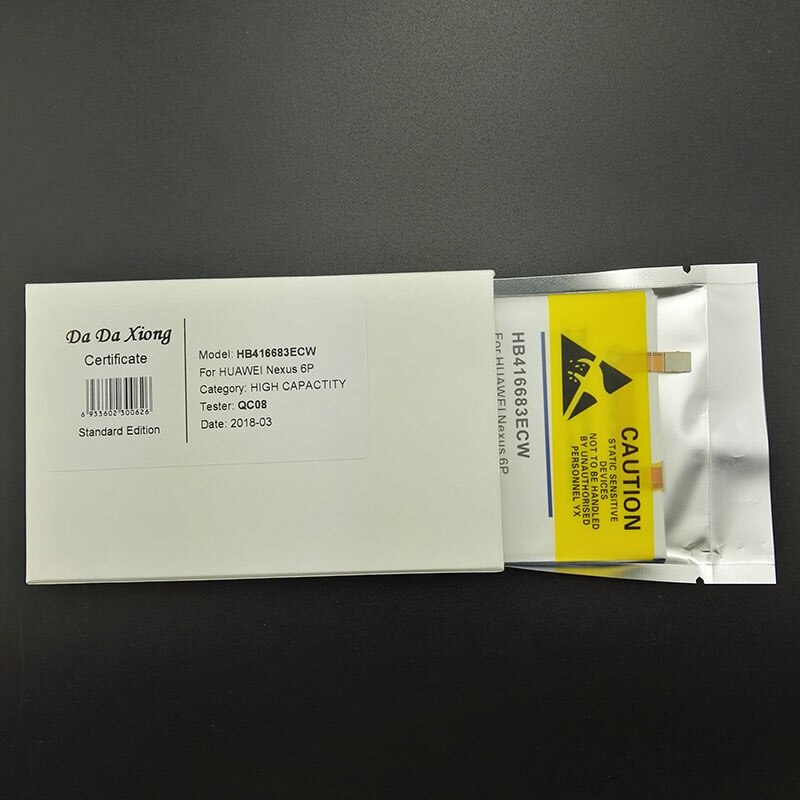 Da Da Xiong
Certificate
6 933602 300626
Standard Edition
Model: HB416683ECW
For HUAWEI Nexus 6P
Category: HIGH CAPACTITY
Tester: QC08
Date: 2018-03
HB416683ECW
For HUAWEI Nexus 6P
CAUTION
STATIC SENSITIVE
DEVICES
NOT TO BE HANDLED
BY UNAUTHORISED
PERSONNEL YX